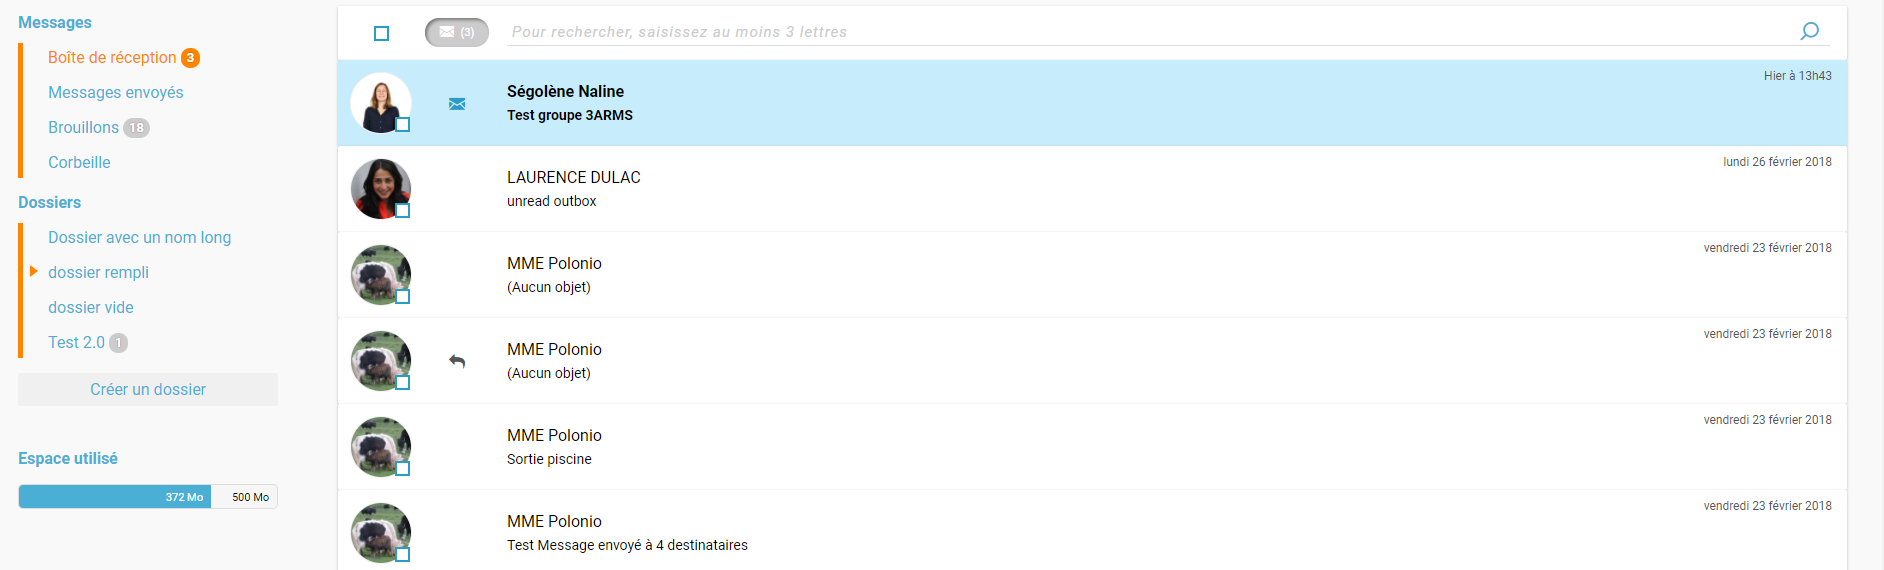 Messages
Boîte de réception 3
Messages envoyés
Brouillons 18
Corbeille
Dossiers
Dossier avec un nom long
dossier rempli
dossier vide
Test 2.0 1
Créer un dossier
Espace utilisé
372 Mo 500 Mo
(3) Pour rechercher, saisissez au moins 3 lettres
Hier à 13h43
Ségolène Naline
Test groupe 3ARMS
lundi 26 février 2018
LAURENCE DULAC
unread outbox
vendredi 23 février 2018
MME Polonio
(Aucun objet)
vendredi 23 février 2018
MME Polonio
(Aucun objet)
vendredi 23 février 2018
MME Polonio
Sortie piscine
vendredi 23 février 2018
MME Polonio
Test Message envoyé à 4 destinataires